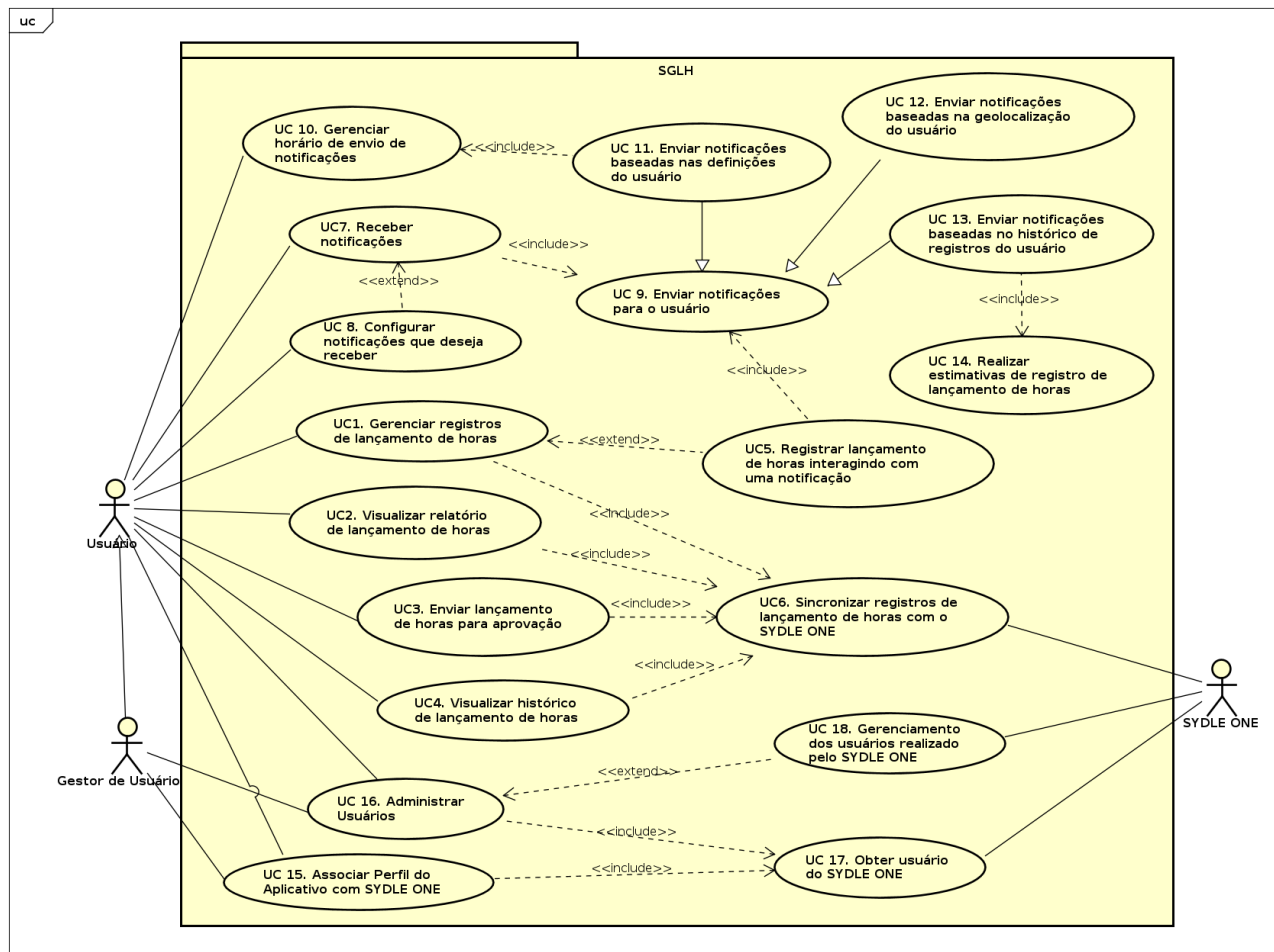 uc
SGLH
UC 10. Gerenciar
horário de envio de
notificações
<<include>>
UC 11. Enviar notificações
baseadas nas definições
do usuário
UC 12. Enviar notificações
baseadas na geolocalização
do usuário
UC7. Receber
notificações
<<include>>
UC 13. Enviar notificações
baseadas no histórico de
registros do usuário
<<extend>>
UC 9. Enviar notificações
para o usuário
<<include>>
UC 8. Configurar
notificações que deseja
receber
<<include>>
UC 14. Realizar
estimativas de registro de
lançamento de horas
UC1. Gerenciar registros
de lançamento de horas
<<extend>>
UC5. Registrar lançamento
de horas interagindo com
uma notificação
<<include>>
UC2. Visualizar relatório
de lançamento de horas
<<include>>
Usuário
UC3. Enviar lançamento
de horas para aprovação
<<include>>
UC6. Sincronizar registros de
lançamento de horas com o
SYDLE ONE
<<include>>
UC4. Visualizar histórico
de lançamento de horas
SYDLE ONE
UC 18. Gerenciamento
dos usuários realizado
pelo SYDLE ONE
Gestor de Usuário
<<extend>>
UC 16. Administrar
Usuários
<<include>>
UC 17. Obter usuário
do SYDLE ONE
<<include>>
UC 15. Associar Perfil do
Aplicativo com SYDLE ONE